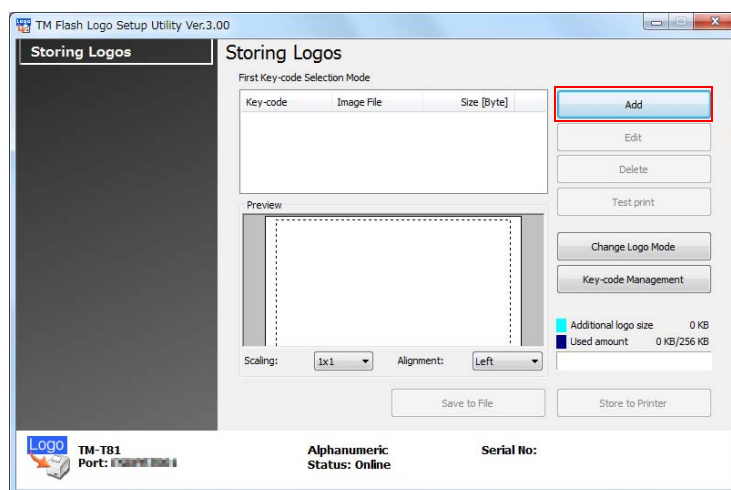 Logo TM Flash Logo Setup Utility Ver.3.00
Storing Logos
Storing Logos
First Key-code Selection Mode
Key-code Image File Size [Byte]
Add
Edit
Delete
Test print
Preview
Change Logo Mode
Key-code Management
Additional logo size 0 KB
Used amount 0 KB/256 KB
Scaling: 1x1 Alignment: Left
Save to File Store to Printer
Logo
TM-T81 Alphanumeric Serial No:
Port: Status: Online